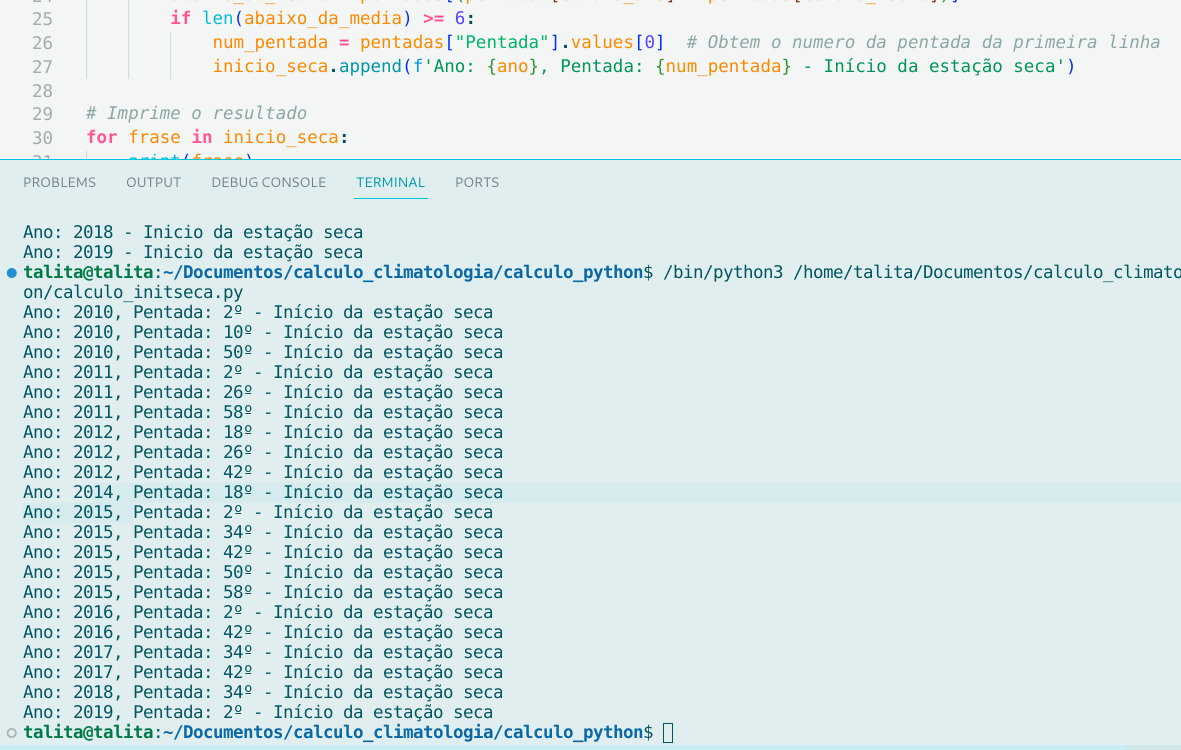 25 if len(abaixo_da_media) >= 6:
26 num_pentada = pentadas["Pentada"].values[0]  # Obtem o numero da pentada da primeira linha
27 inicio_seca.append(f'Ano: {ano}, Pentada: {num_pentada} - Início da estação seca')
28
29 # Imprime o resultado
30 for frase in inicio_seca:
31 print(frase)
PROBLEMS OUTPUT DEBUG CONSOLE TERMINAL PORTS
Ano: 2018 - Inicio da estação seca
Ano: 2019 - Inicio da estação seca
talita@talita:~/Documentos/calculo_climatologia/calculo_python$ /bin/python3 /home/talita/Documentos/calculo_climato
on/calculo_initseca.py
Ano: 2010, Pentada: 2º - Início da estação seca
Ano: 2010, Pentada: 10º - Início da estação seca
Ano: 2010, Pentada: 50º - Início da estação seca
Ano: 2011, Pentada: 2º - Início da estação seca
Ano: 2011, Pentada: 26º - Início da estação seca
Ano: 2011, Pentada: 58º - Início da estação seca
Ano: 2012, Pentada: 18º - Início da estação seca
Ano: 2012, Pentada: 26º - Início da estação seca
Ano: 2012, Pentada: 42º - Início da estação seca
Ano: 2014, Pentada: 18º - Início da estação seca
Ano: 2015, Pentada: 2º - Início da estação seca
Ano: 2015, Pentada: 34º - Início da estação seca
Ano: 2015, Pentada: 42º - Início da estação seca
Ano: 2015, Pentada: 50º - Início da estação seca
Ano: 2015, Pentada: 58º - Início da estação seca
Ano: 2016, Pentada: 2º - Início da estação seca
Ano: 2016, Pentada: 42º - Início da estação seca
Ano: 2017, Pentada: 34º - Início da estação seca
Ano: 2017, Pentada: 42º - Início da estação seca
Ano: 2018, Pentada: 34º - Início da estação seca
Ano: 2019, Pentada: 2º - Início da estação seca
talita@talita:~/Documentos/calculo_climatologia/calculo_python$